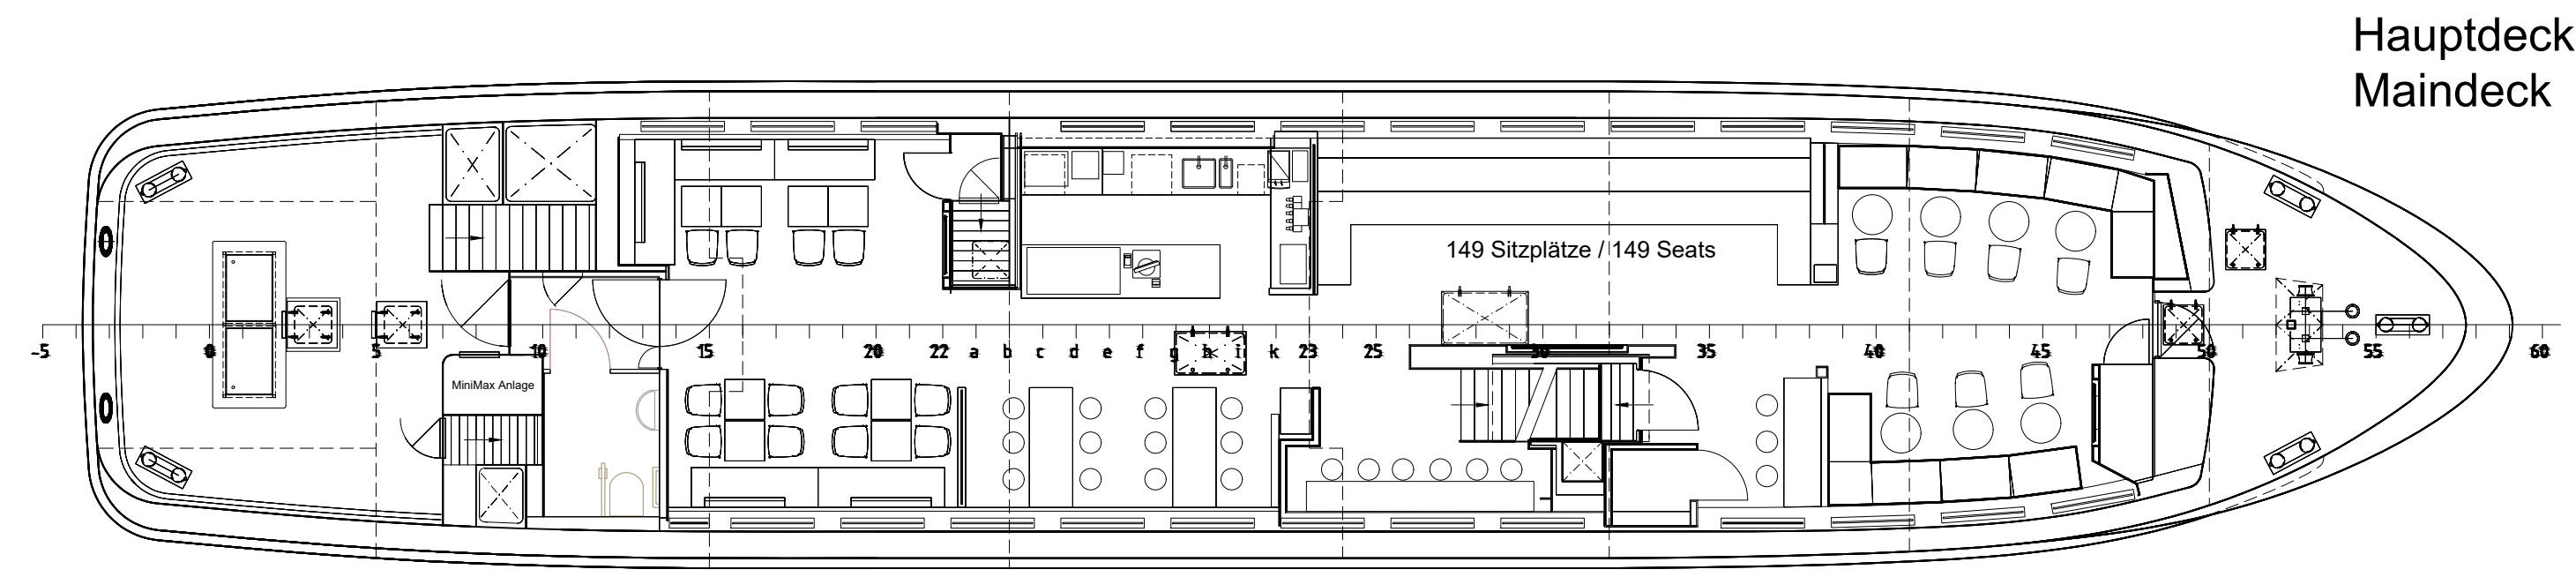 Hauptdeck
Maindeck
149 Sitzplätze / 149 Seats
-5 0 5 10 15 20 22 a b c d e f g h i k 23 25 30 35 40 45 50 55 60
MiniMax Anlage